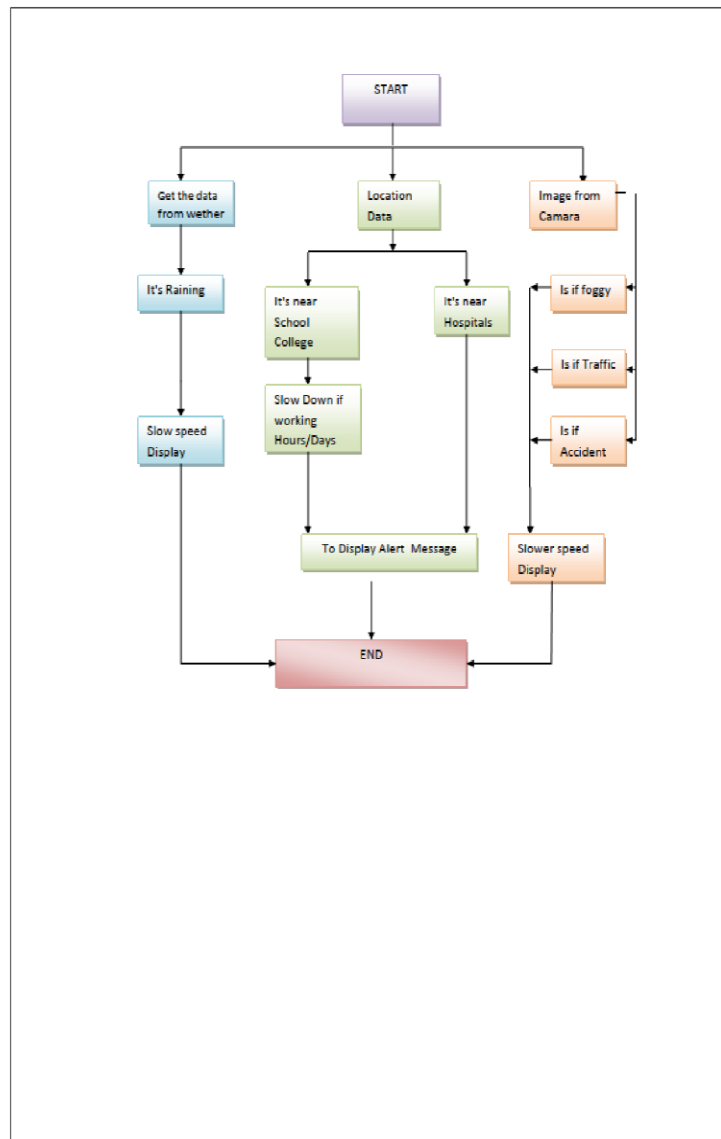 START
Get the data
from wether
Location
Data
Image from
Camara
It's Raining
It's near
School
College
It's near
Hospitals
Is if foggy
Is if Traffic
Slow Down if
working
Hours/Days
Slow speed
Display
Is if
Accident
To Display Alert Message
Slower speed
Display
END